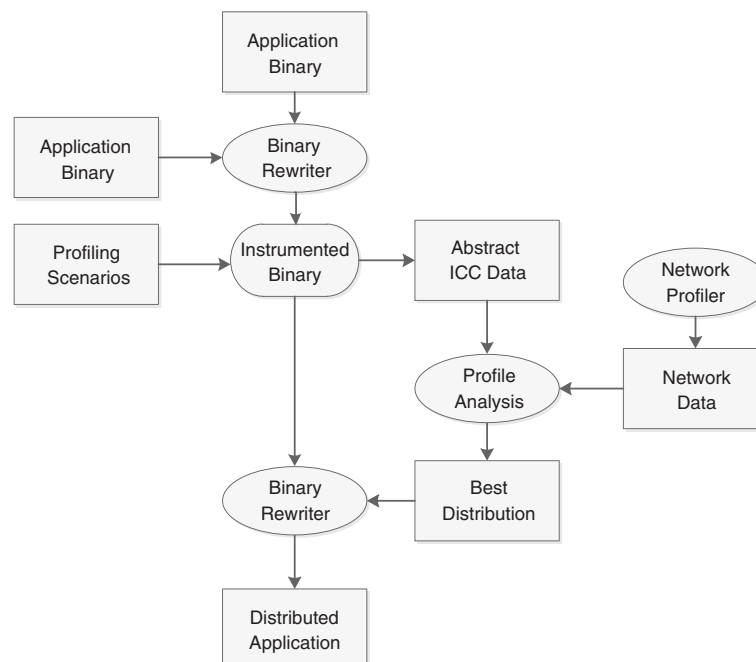 Application
Binary
Application
Binary
Binary
Rewriter
Profiling
Scenarios
Instrumented
Binary
Abstract
ICC Data
Network
Profiler
Profile
Analysis
Network
Data
Binary
Rewriter
Best
Distribution
Distributed
Application